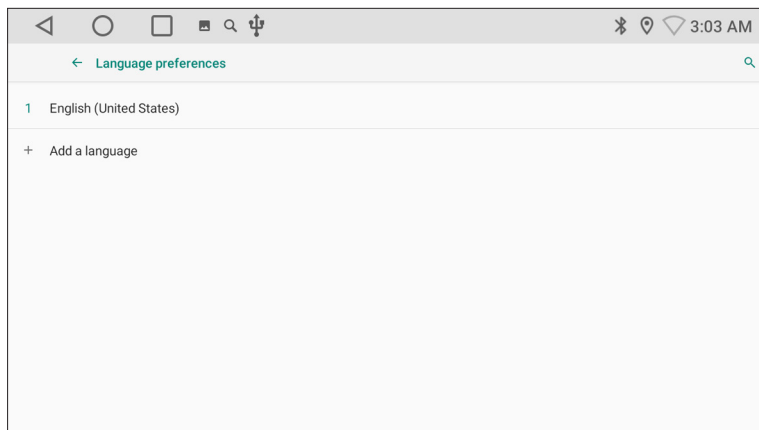 3:03 AM
Language preferences
1 English (United States)
+ Add a language